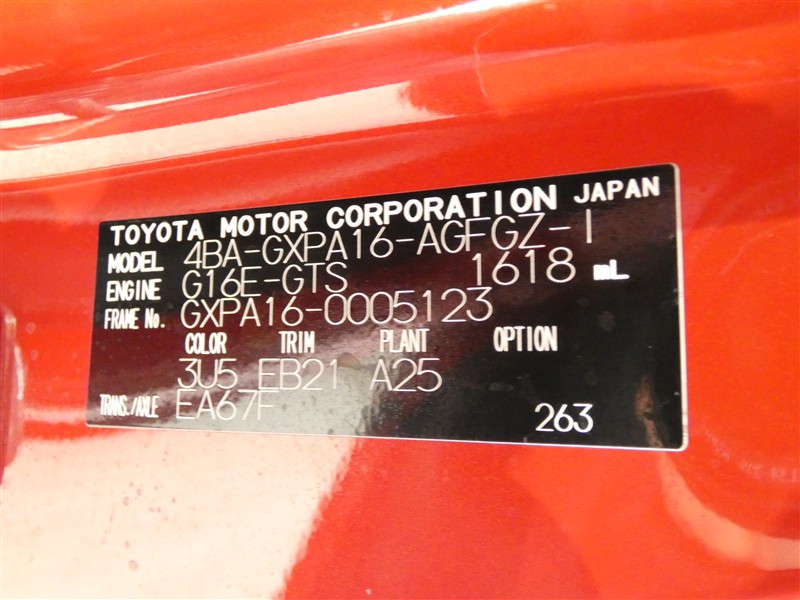 TOYOTA MOTOR CORPORATION JAPAN
MODEL 4BA-GXPA16-AGFGZ-I
ENGINE G16E-GTS 1618 mL
FRAME No. GXPA16-0005123
COLOR TRIM PLANT OPTION
3U5 EB21 A25
TRANS./AXLE EA67F
263